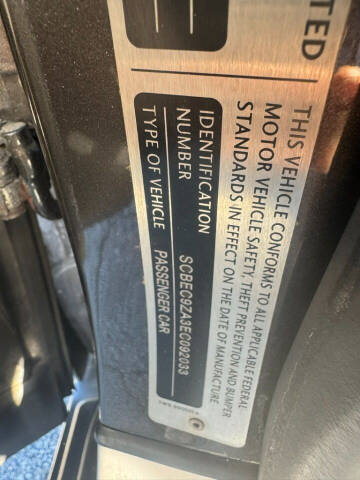 TED
THIS VEHICLE CONFORMS TO ALL APPLICABLE FEDERAL
MOTOR VEHICLE SAFETY, THEFT PREVENTION AND BUMPER
STANDARDS IN EFFECT ON THE DATE OF MANUFACTURE
IDENTIFICATION
NUMBER SCBEC9ZA3EC092033
TYPE OF VEHICLE PASSENGER CAR